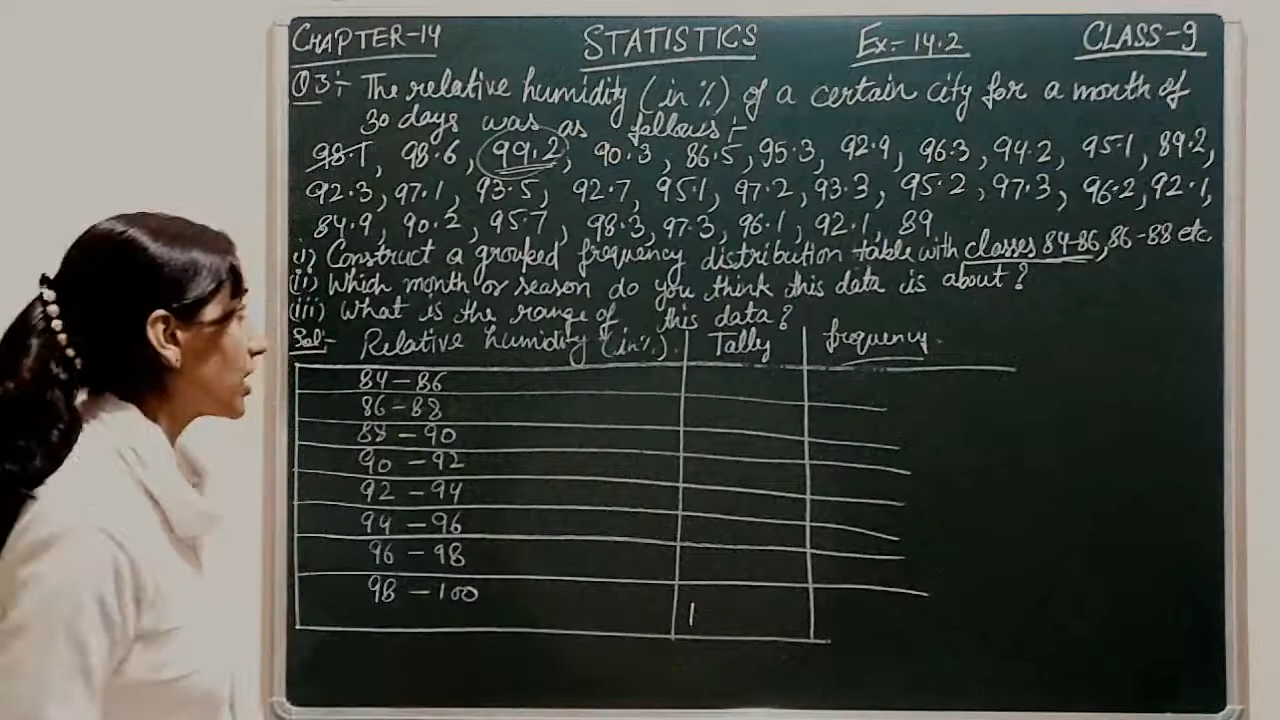 CHAPTER-14 STATISTICS Ex-14.2 CLASS-9
Q3:- The relative humidity (in %) of a certain city for a month of
30 days was as follows:-
98.1, 98.6, 99.2, 90.3, 86.5, 95.3, 92.9, 96.3, 94.2, 95.1, 89.2,
92.3, 97.1, 93.5, 92.7, 95.1, 97.2, 93.3, 95.2, 97.3, 96.2, 92.1,
84.9, 90.2, 95.7, 98.3, 97.3, 96.1, 92.1, 89
i) Construct a grouped frequency distribution table with classes 84-86, 86-88 etc.
(ii) Which month or season do you think this data is about?
(iii) What is the range of this data?
Sol:- Relative humidity (in%). Tally frequency.
84-86
86-88
88-90
90-92
92-94
94-96
96-98
98-100
|